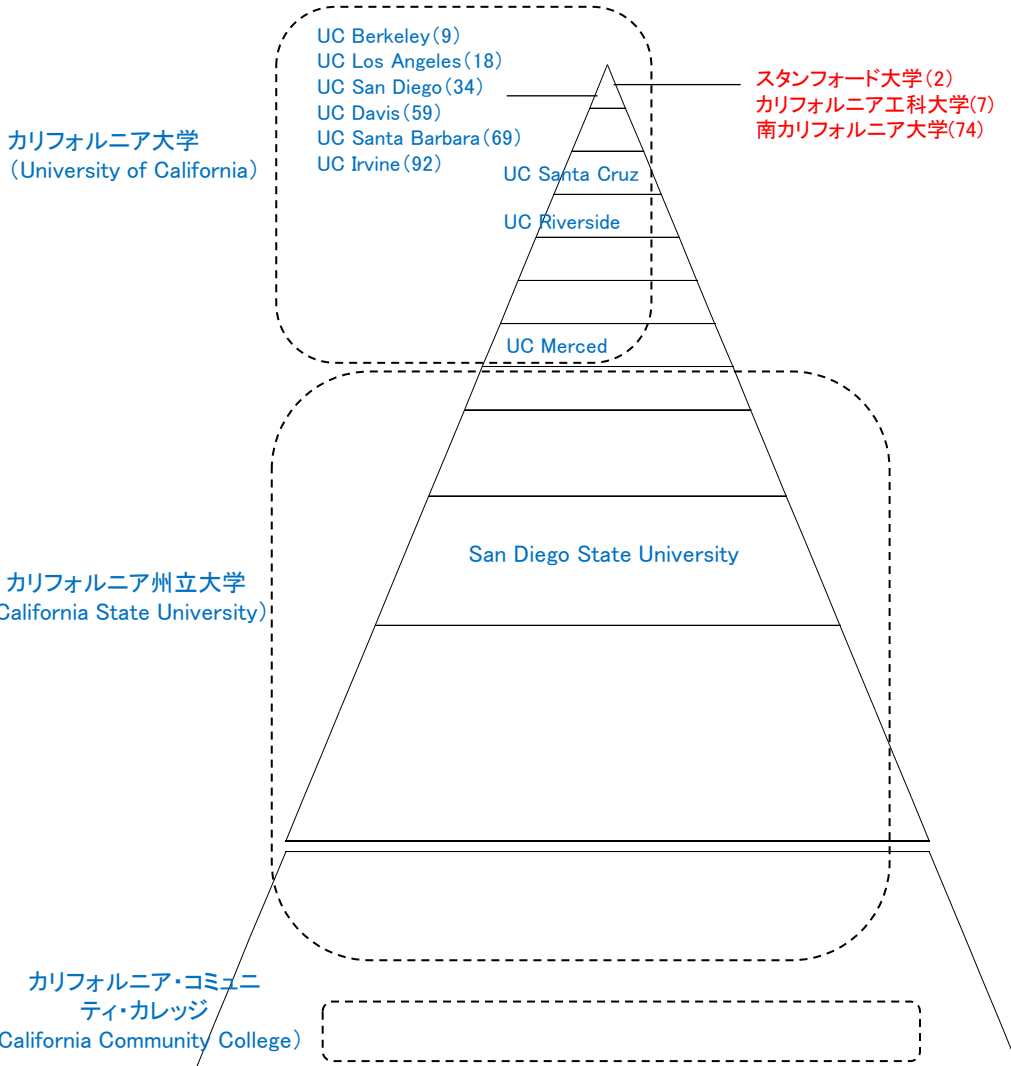 UC Berkeley(9)
UC Los Angeles(18)
UC San Diego(34)
UC Davis(59)
UC Santa Barbara(69)
UC Irvine(92)
スタンフォード大学(2)
カリフォルニア工科大学(7)
南カリフォルニア大学(74)
カリフォルニア大学
(University of California)
UC Santa Cruz
UC Riverside
UC Merced
San Diego State University
カリフォルニア州立大学
California State University)
カリフォルニア・コミュニ
ティ・カレッジ
California Community College)